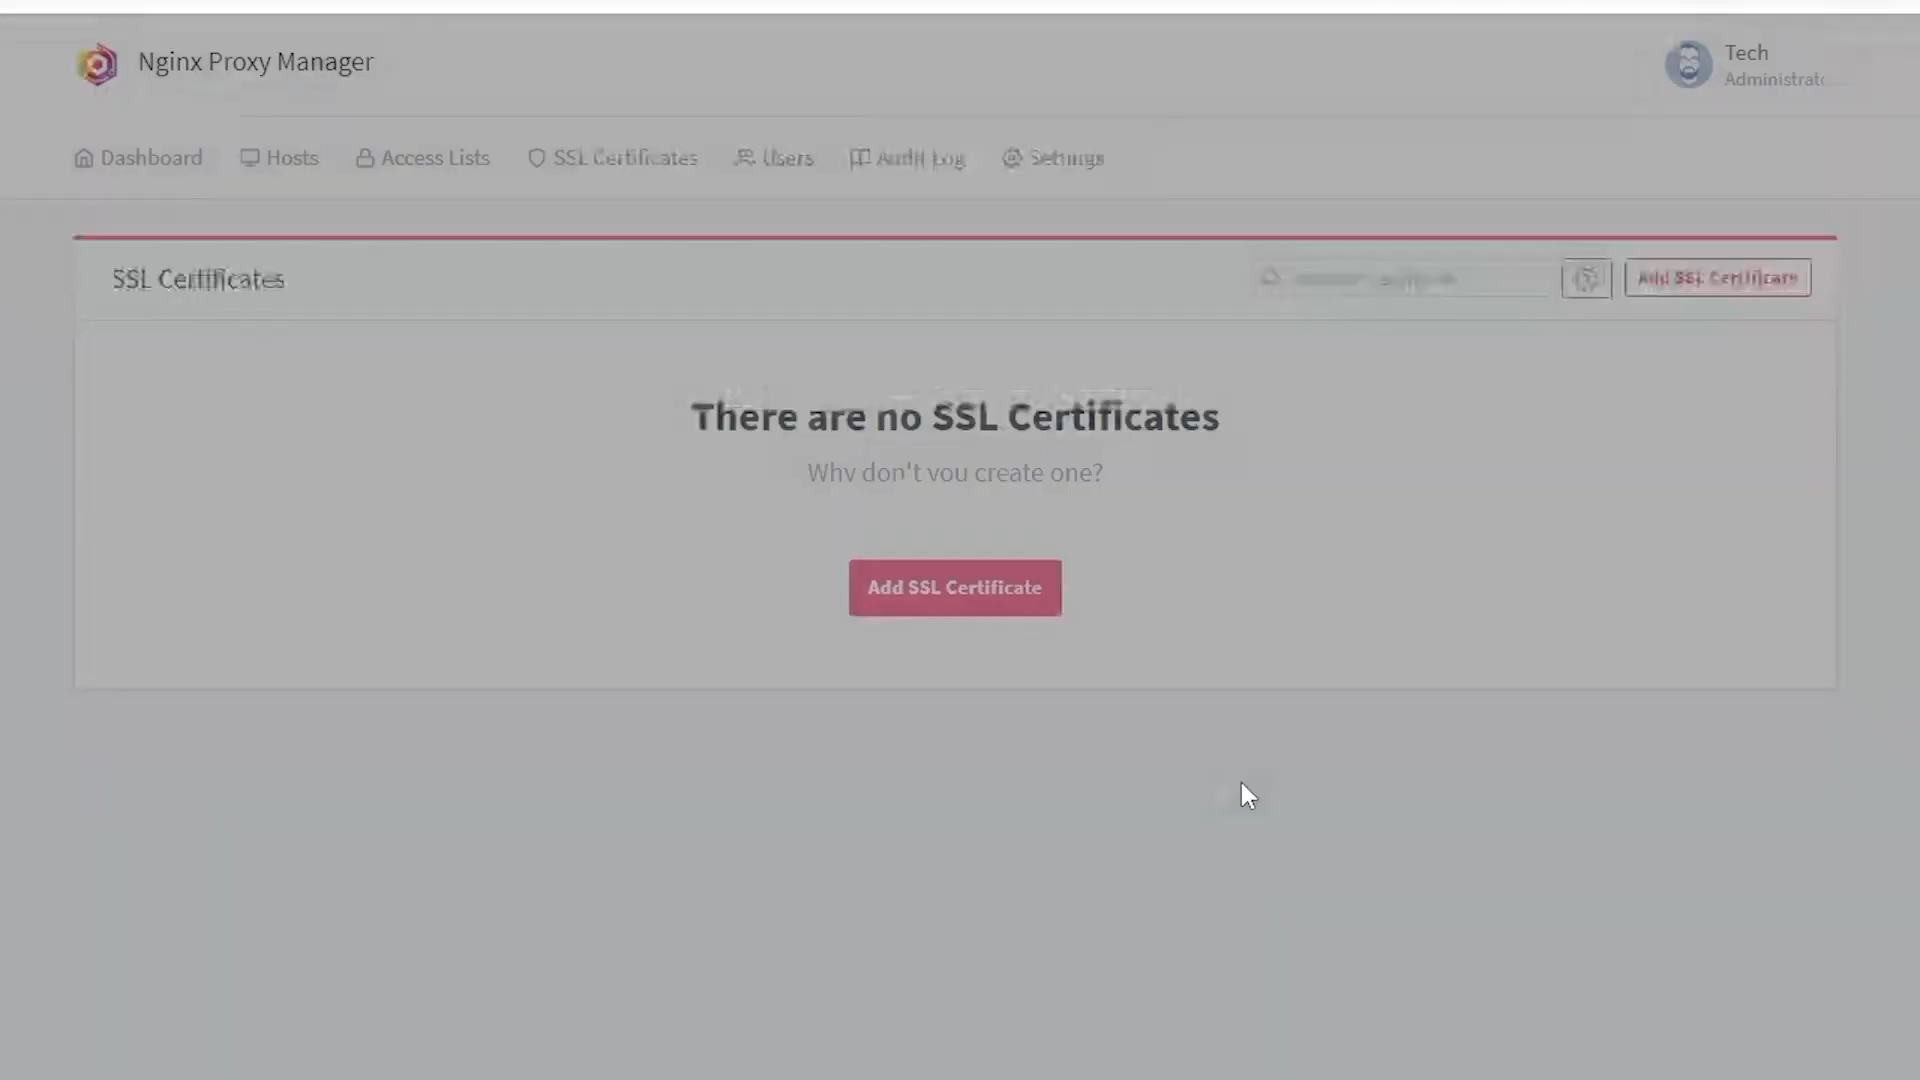 Nginx Proxy Manager
Tech
Administrat
Dashboard
Hosts
Access Lists
SSL Certificates
Users
Audit Log
Settings
SSL Certificates
Add SSL Certificate
There are no SSL Certificates
Why don't you create one?
Add SSL Certificate